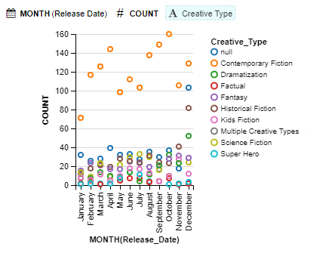 MONTH (Release Date) # COUNT A Creative Type
160
140
120
100
80
60
40
20
0
COUNT
January
February
March
April
May
June
July
August
September
October
November
December
MONTH(Release_Date)
Creative_Type
null
Contemporary Fiction
Dramatization
Factual
Fantasy
Historical Fiction
Kids Fiction
Multiple Creative Types
Science Fiction
Super Hero